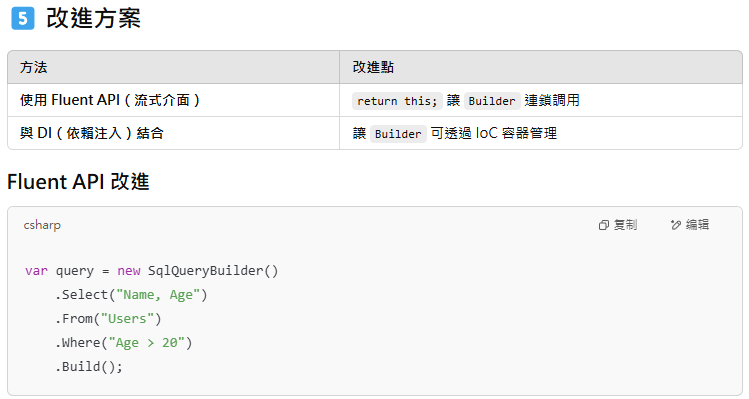 5 改進方案
方法 改進點
使用 Fluent API（流式介面） return this; 讓 Builder 連鎖調用
與 DI（依賴注入）結合 讓 Builder 可透過 IoC 容器管理
Fluent API 改進
csharp 复制 编辑
var query = new SqlQueryBuilder()
    .Select("Name, Age")
    .From("Users")
    .Where("Age > 20")
    .Build();